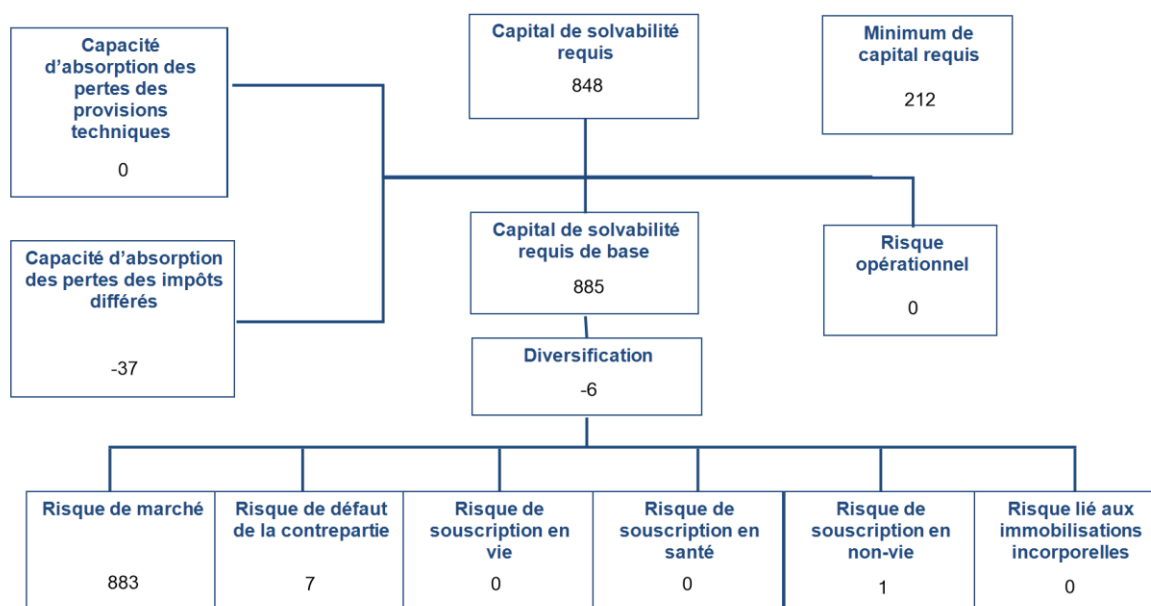 Capacité
d'absorption des
pertes des
provisions
techniques
0
Capital de solvabilité
requis
848
Minimum de
capital requis
212
Capacité d'absorption
des pertes des impôts
différés
-37
Capital de solvabilité
requis de base
885
Risque
opérationnel
0
Diversification
-6
Risque de marché
883
Risque de défaut
de la contrepartie
7
Risque de
souscription en
vie
0
Risque de
souscription en
santé
0
Risque de
souscription en
non-vie
1
Risque lié aux
immobilisations
incorporelles
0